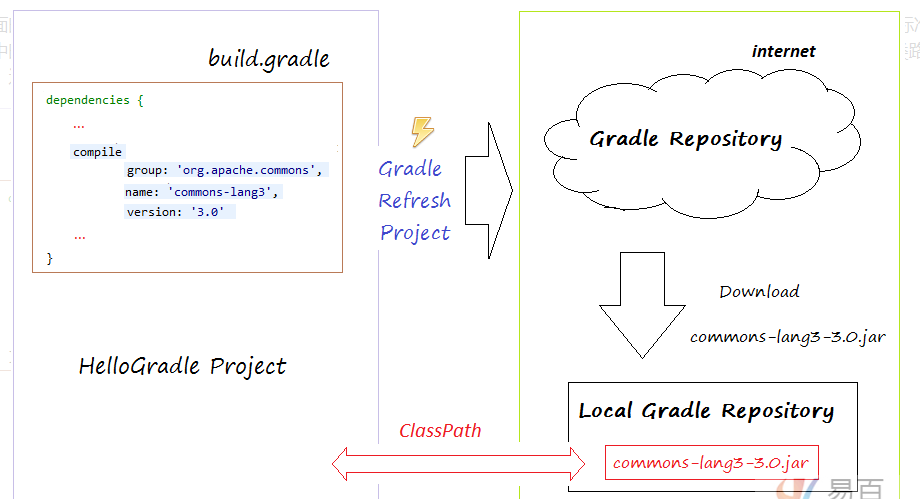 build.gradle
dependencies {
...
compile
group: 'org.apache.commons',
name: 'commons-lang3',
version: '3.0'
...
}
HelloGradle Project
Gradle
Refresh
Project
internet
Gradle Repository
Download
commons-lang3-3.0.jar
Local Gradle Repository
commons-lang3-3.0.jar
ClassPath
易百